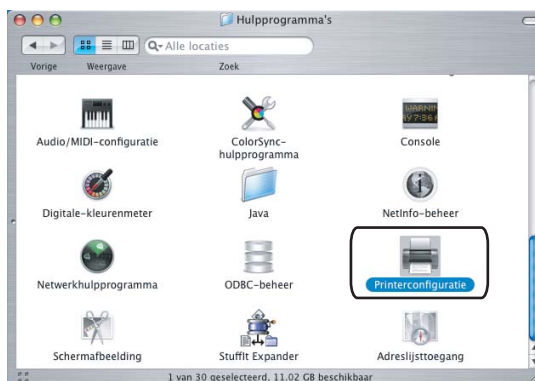 Hulpprogramma's
Alle locaties
Vorige Weergave Zoek
Audio/MIDI-configratie
ColorSync-
hulpprogramma
Console
Digitale-kleurenmeter
Java
NetInfo-beheer
Netwerkhulpprogramma
ODBC-beheer
Printerconfiguratie
Schermafbeelding
StuffIt Expander
Adreslijsttoegang
1 van 30 geselecteerd, 11.02 GB beschikbaar